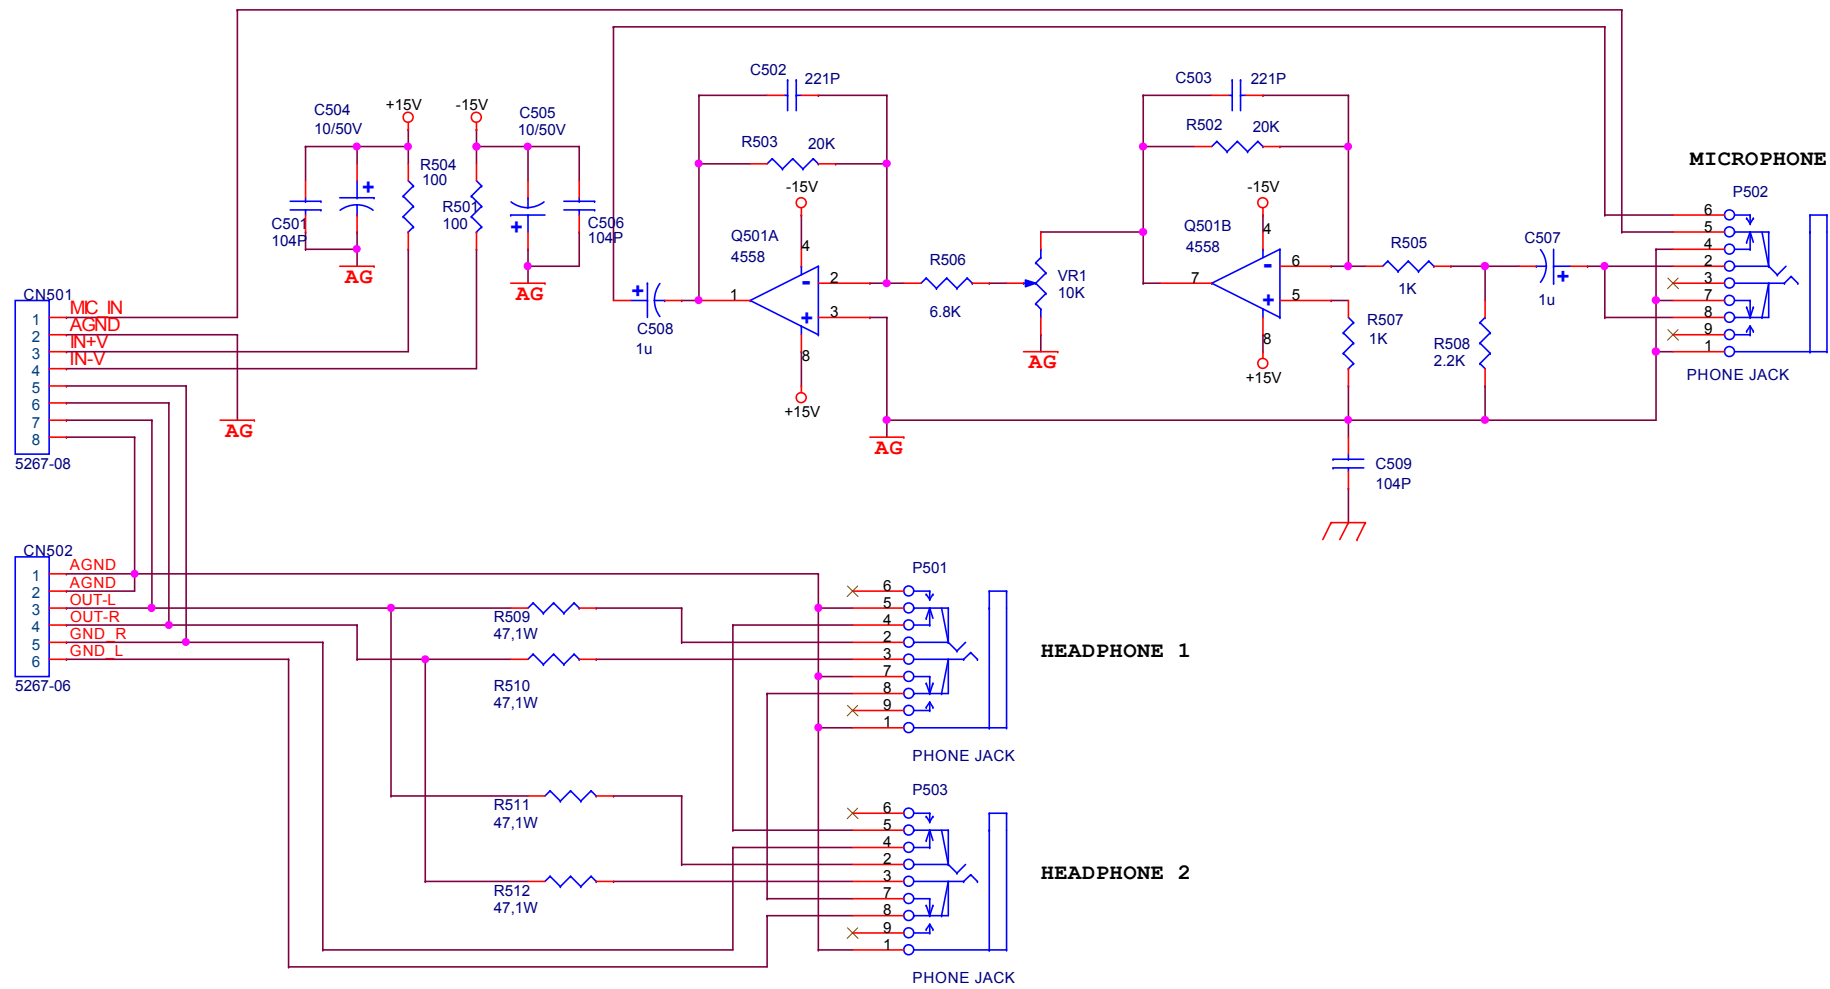 C502
221P
C503
221P
C504
10/50V
+15V
-15V
C505
10/50V
R503
20K
R502
20K
MICROPHONE
R504
100
R501
100
C501
104P
C506
104P
AG
AG
-15V
4
Q501A
4558
2
1
3
8
+15V
C508
1u
R506
6.8K
VR1
10K
AG
-15V
4
Q501B
4558
6
7
5
8
+15V
R505
1K
C507
1u
R507
1K
R508
2.2K
P502
6
5
4
2
3
7
8
9
1
PHONE JACK
CN501
1
MIC_IN
2
AGND
3
IN+V
4
IN-V
5
6
7
8
5267-08
AG
AG
C509
104P
CN502
1
AGND
2
AGND
3
OUT-L
4
OUT-R
5
GND_R
6
GND_L
5267-06
R509
47,1W
R510
47,1W
P501
6
5
4
2
3
7
8
9
1
PHONE JACK
HEADPHONE 1
R511
47,1W
R512
47,1W
P503
6
5
4
2
3
7
8
9
1
PHONE JACK
HEADPHONE 2